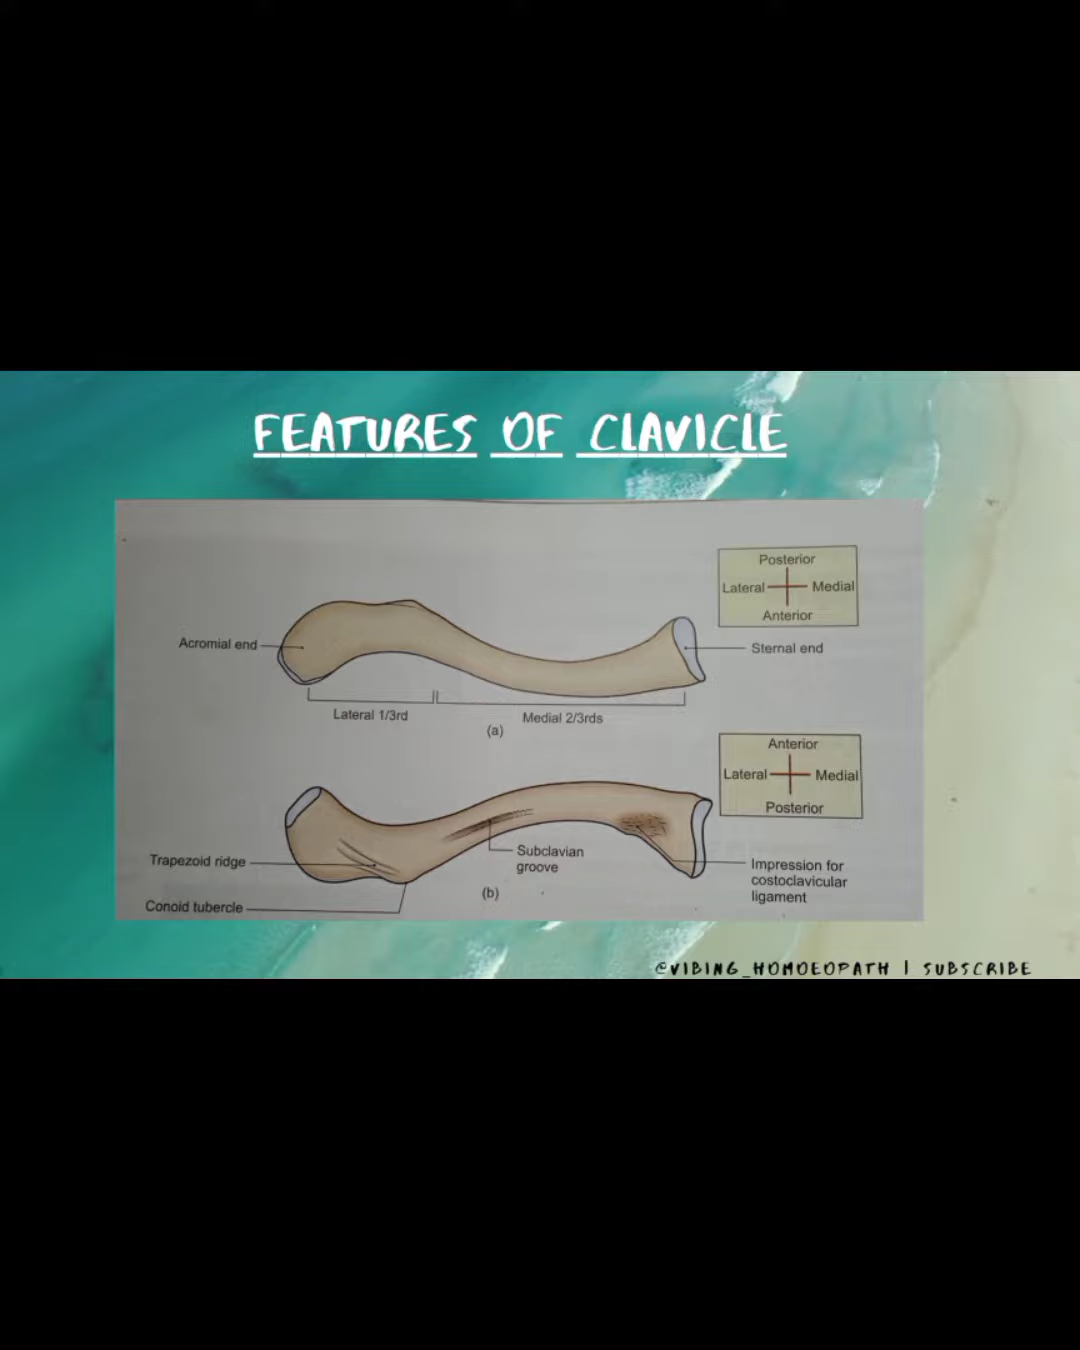 FEATURES OF CLAVICLE
Posterior
Lateral
Medial
Anterior
Acromial end
Sternal end
Lateral 1/3rd
Medial 2/3rds
(a)
Anterior
Lateral
Medial
Posterior
Subclavian
groove
Trapezoid ridge
Impression for
costoclavicular
ligament
(b)
Conoid tubercle
@VIBING_HOMOEOPATH | SUBSCRIBE